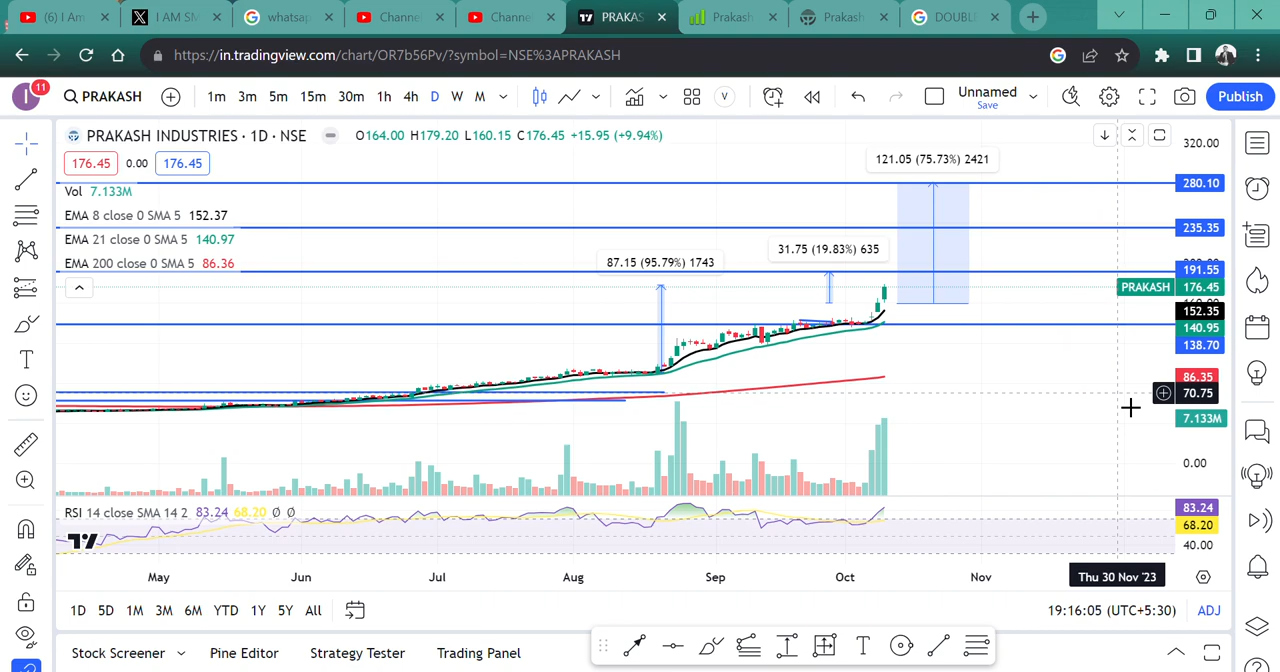 (6) I Am
I AM SM
whatsap
Channel
Channel
PRAKAS
Prakash
Prakash
DOUBL
https://in.tradingview.com/chart/OR7b56Pv/?symbol=NSE%3APRAKASH
I
11
PRAKASH
1m 3m 5m 15m 30m 1h 4h D W M
V
Unnamed
Save
Publish
PRAKASH INDUSTRIES · 1D · NSE
O164.00 H179.20 L160.15 C176.45 +15.95 (+9.94%)
176.45 0.00 176.45
Vol 7.133M
EMA 8 close 0 SMA 5 152.37
EMA 21 close 0 SMA 5 140.97
EMA 200 close 0 SMA 5 86.36
121.05 (75.73%) 2421
31.75 (19.83%) 635
87.15 (95.79%) 1743
320.00
280.10
235.35
191.55
PRAKASH 176.45
152.35
140.95
138.70
86.35
70.75
7.133M
0.00
RSI 14 close SMA 14 2 83.24 68.20 Ø Ø
83.24
68.20
40.00
May Jun Jul Aug Sep Oct Nov
Thu 30 Nov '23
1D 5D 1M 3M 6M YTD 1Y 5Y All
19:16:05 (UTC+5:30) ADJ
Stock Screener Pine Editor Strategy Tester Trading Panel